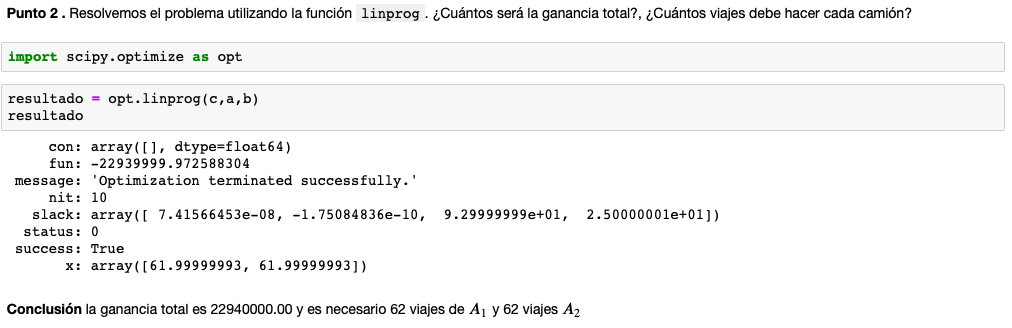 Punto 2 . Resolvemos el problema utilizando la función linprog . ¿Cuántos será la ganancia total?, ¿Cuántos viajes debe hacer cada camión?
import scipy.optimize as opt
resultado = opt.linprog(c,a,b)
resultado
con: array([], dtype=float64)
fun: -22939999.972588304
message: 'Optimization terminated successfully.'
nit: 10
slack: array([ 7.41566453e-08, -1.75084836e-10,  9.29999999e+01,  2.50000001e+01])
status: 0
success: True
x: array([61.99999993, 61.99999993])
Conclusión la ganancia total es 22940000.00 y es necesario 62 viajes de A₁ y 62 viajes A₂